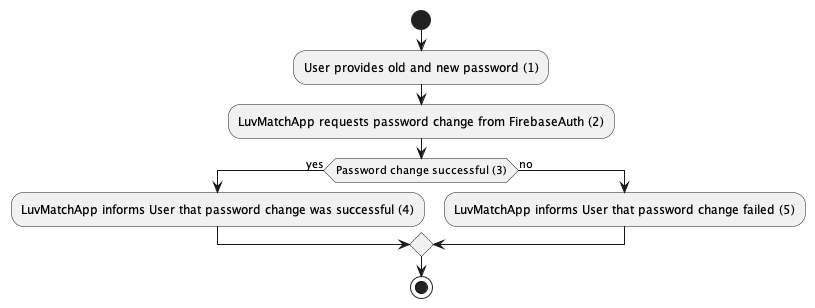 User provides old and new password (1)
LuvMatchApp requests password change from FirebaseAuth (2)
yes
Password change successful (3)
no
LuvMatchApp informs User that password change was successful (4)
LuvMatchApp informs User that password change failed (5)